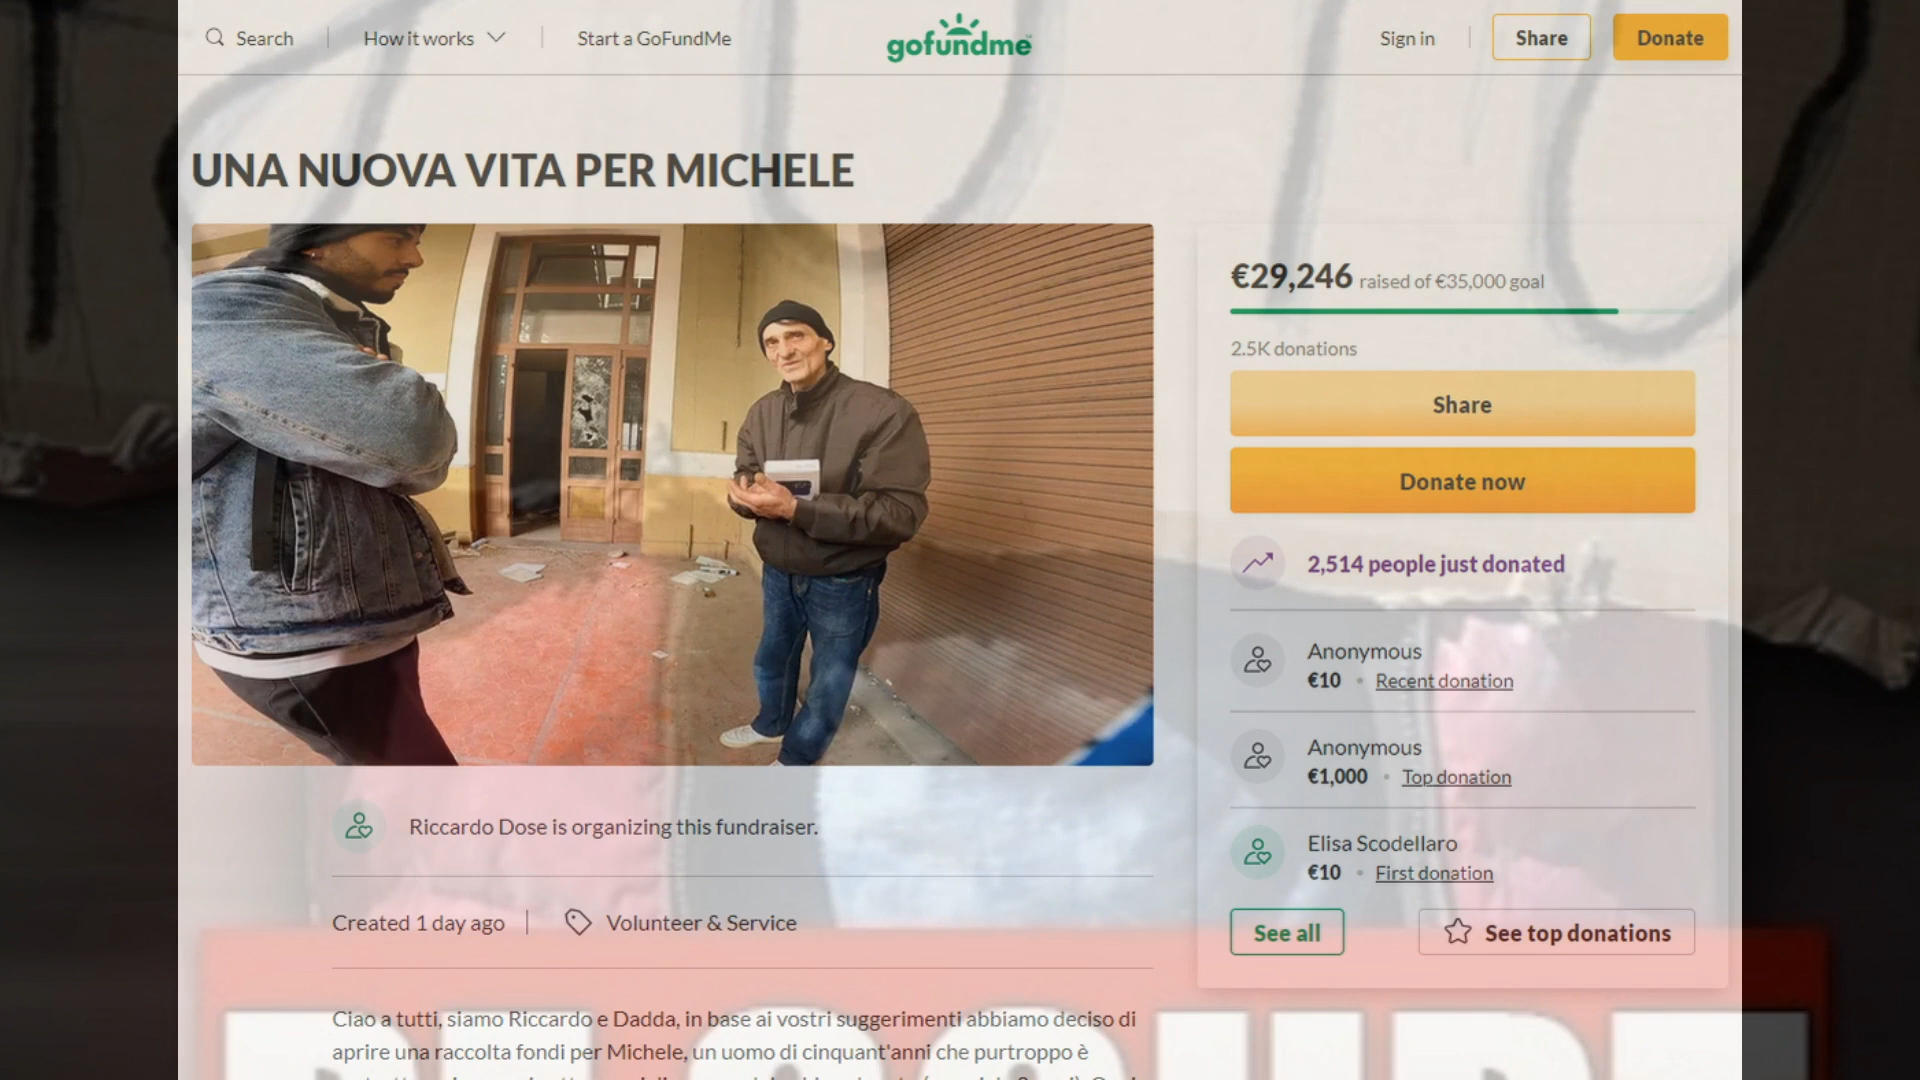 Search
How it works
Start a GoFundMe
gofundme
Sign in
Share
Donate
UNA NUOVA VITA PER MICHELE
€29,246 raised of €35,000 goal
2.5K donations
Share
Donate now
2,514 people just donated
Anonymous
€10 • Recent donation
Anonymous
€1,000 • Top donation
Elisa Scodellaro
€10 • First donation
See all
See top donations
Riccardo Dose is organizing this fundraiser.
Created 1 day ago
Volunteer & Service
Ciao a tutti, siamo Riccardo e Dadda, in base ai vostri suggerimenti abbiamo deciso di
aprire una raccolta fondi per Michele, un uomo di cinquant'anni che purtroppo è